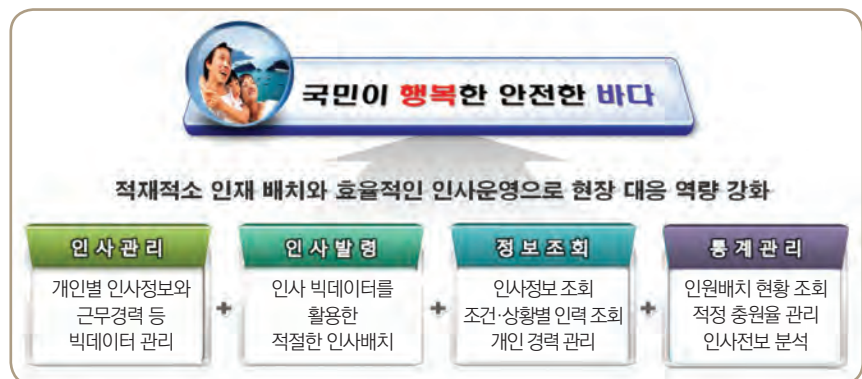 국민이 행복한 안전한 바다
적재적소 인재 배치와 효율적인 인사운영으로 현장 대응 역량 강화
인사관리
개인별 인사정보와
근무경력 등
빅데이터 관리
+
인사발령
인사 빅데이터를
활용한
적절한 인사배치
+
정보조회
인사정보 조회
조건·상황별 인력 조회
개인 경력 관리
+
통계관리
인원배치 현황 조회
적정 충원율 관리
인사전보 분석